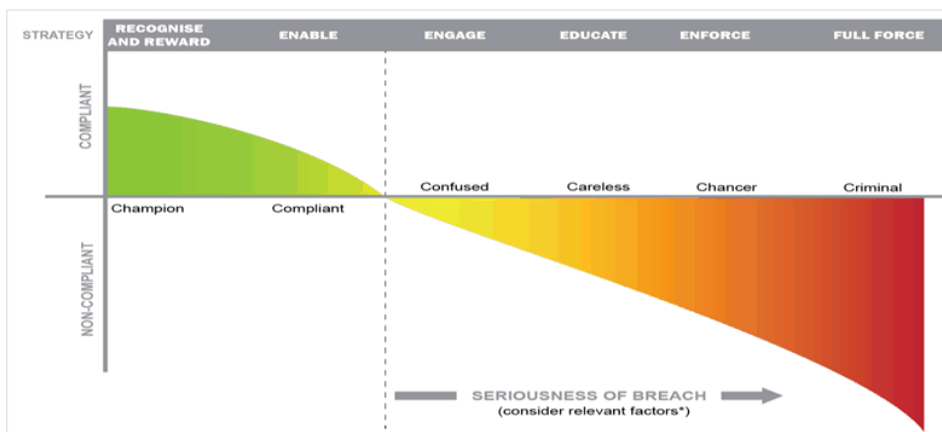 STRATEGY
RECOGNISE
AND REWARD
ENABLE
ENGAGE
EDUCATE
ENFORCE
FULL FORCE
COMPLIANT
NON-COMPLIANT
Champion
Compliant
Confused
Careless
Chancer
Criminal
SERIOUSNESS OF BREACH
(consider relevant factors*)